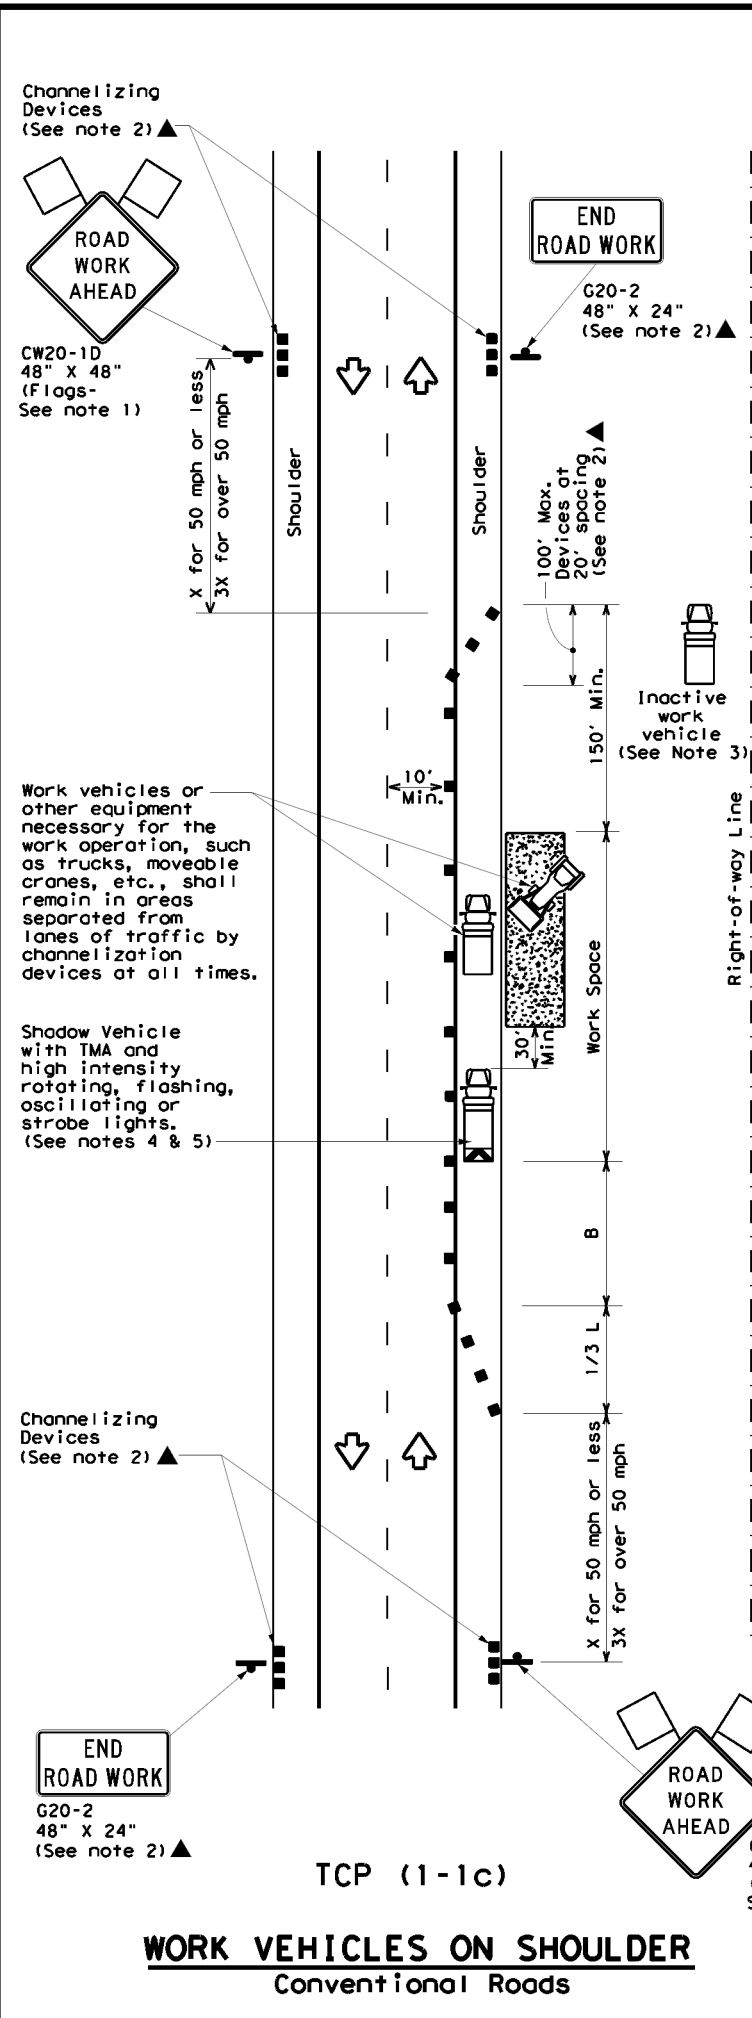 Channelizing
Devices
(See note 2)▲
ROAD
WORK
AHEAD
CW20-1D
48" X 48"
(Flags-
See note 1)
END
ROAD WORK
G20-2
48" X 24"
(See note 2)▲
X for 50 mph or less
3X for over 50 mph
Shoulder
Shoulder
100' Max.
Devices at
20' spacing
(See note 2)▲
Inactive
work
vehicle
(See Note 3)
150' Min.
10'
Min.
Right-of-way Line
Work vehicles or
other equipment
necessary for the
work operation, such
as trucks, moveable
cranes, etc., shall
remain in areas
separated from
lanes of traffic by
channelization
devices at all times.
Work Space
30'
Min.
Shadow Vehicle
with TMA and
high intensity
rotating, flashing,
oscillating or
strobe lights.
(See notes 4 & 5)
B
1/3 L
Channelizing
Devices
(See note 2)▲
X for 50 mph or less
3X for over 50 mph
END
ROAD WORK
G20-2
48" X 24"
(See note 2)▲
ROAD
WORK
AHEAD
TCP (1-1c)
WORK VEHICLES ON SHOULDER
Conventional Roads